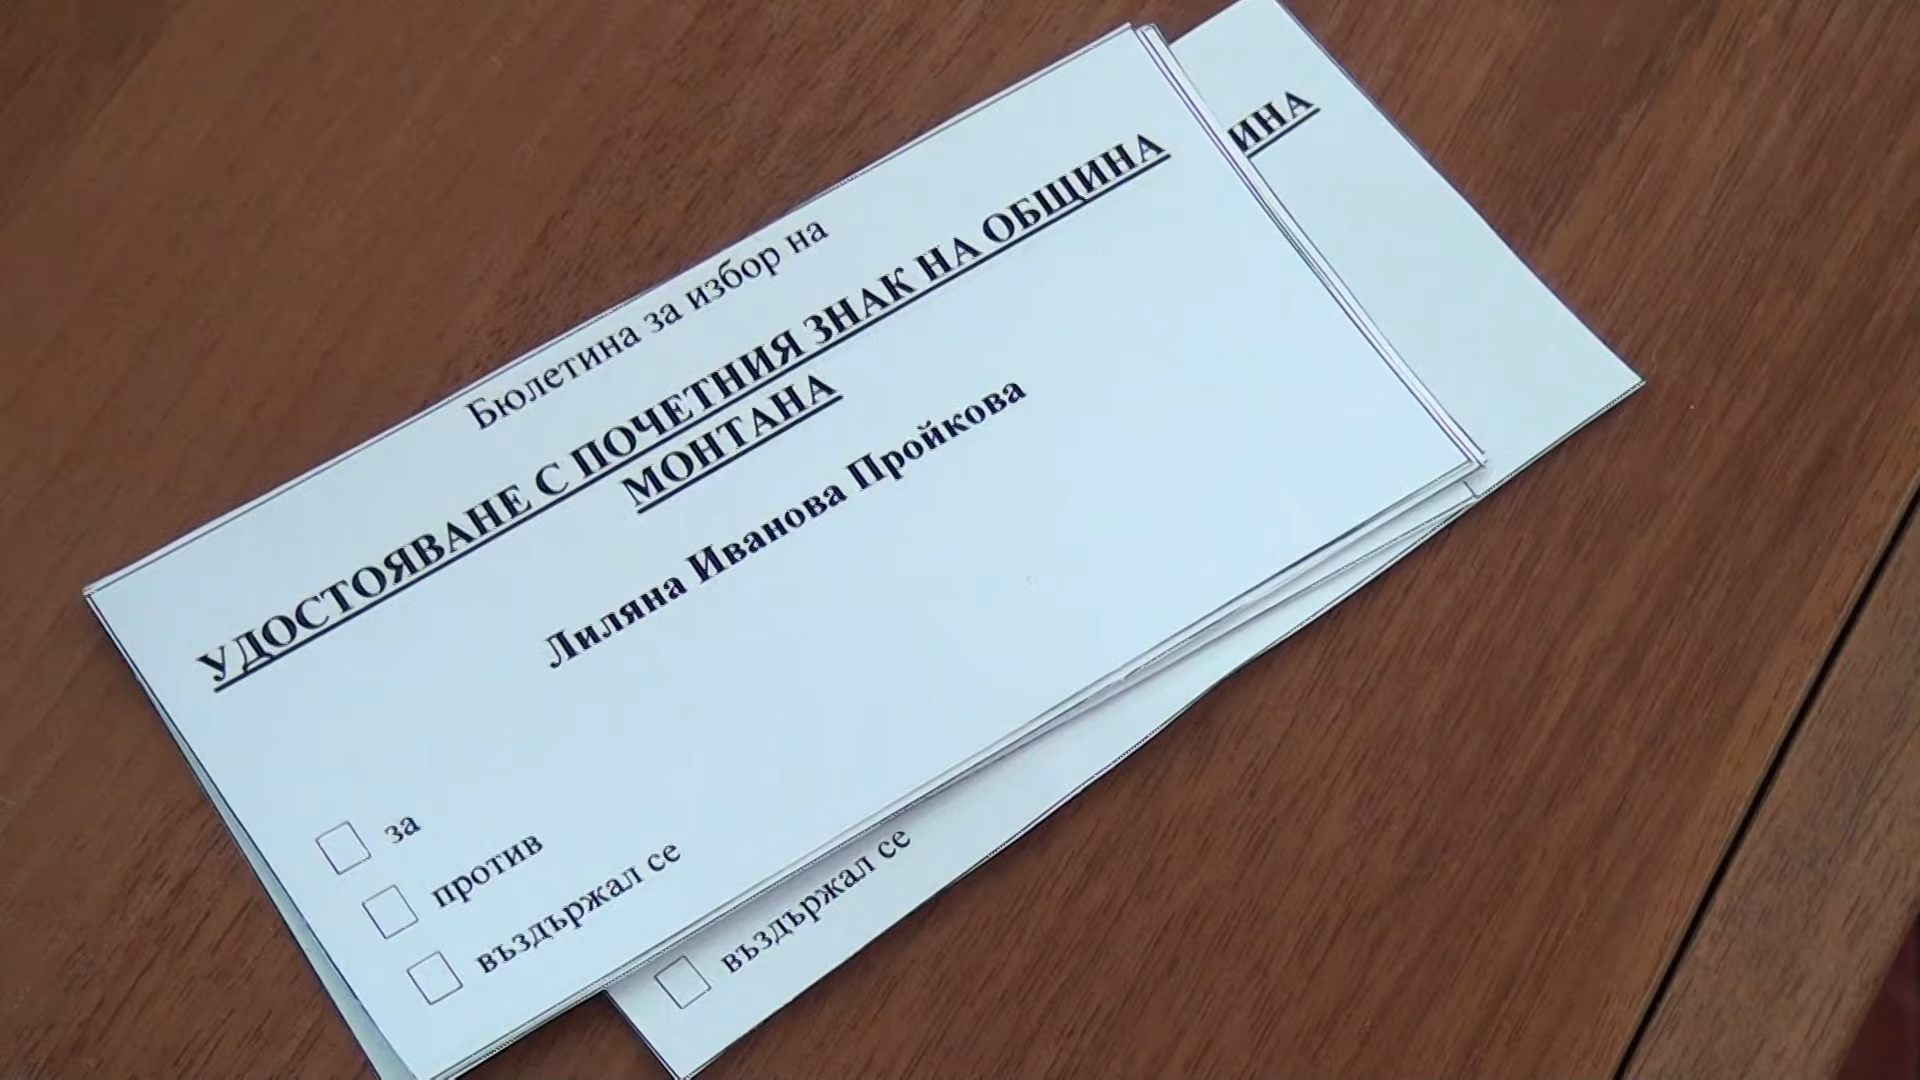 Бюлетина за избор на
УДОСТОЯВАНЕ С ПОЧЕТНИЯ ЗНАК НА ОБЩИНА
МОНТАНА
Лиляна Иванова Пройкова
за
против
въздържал се
ИНА
въздържал се